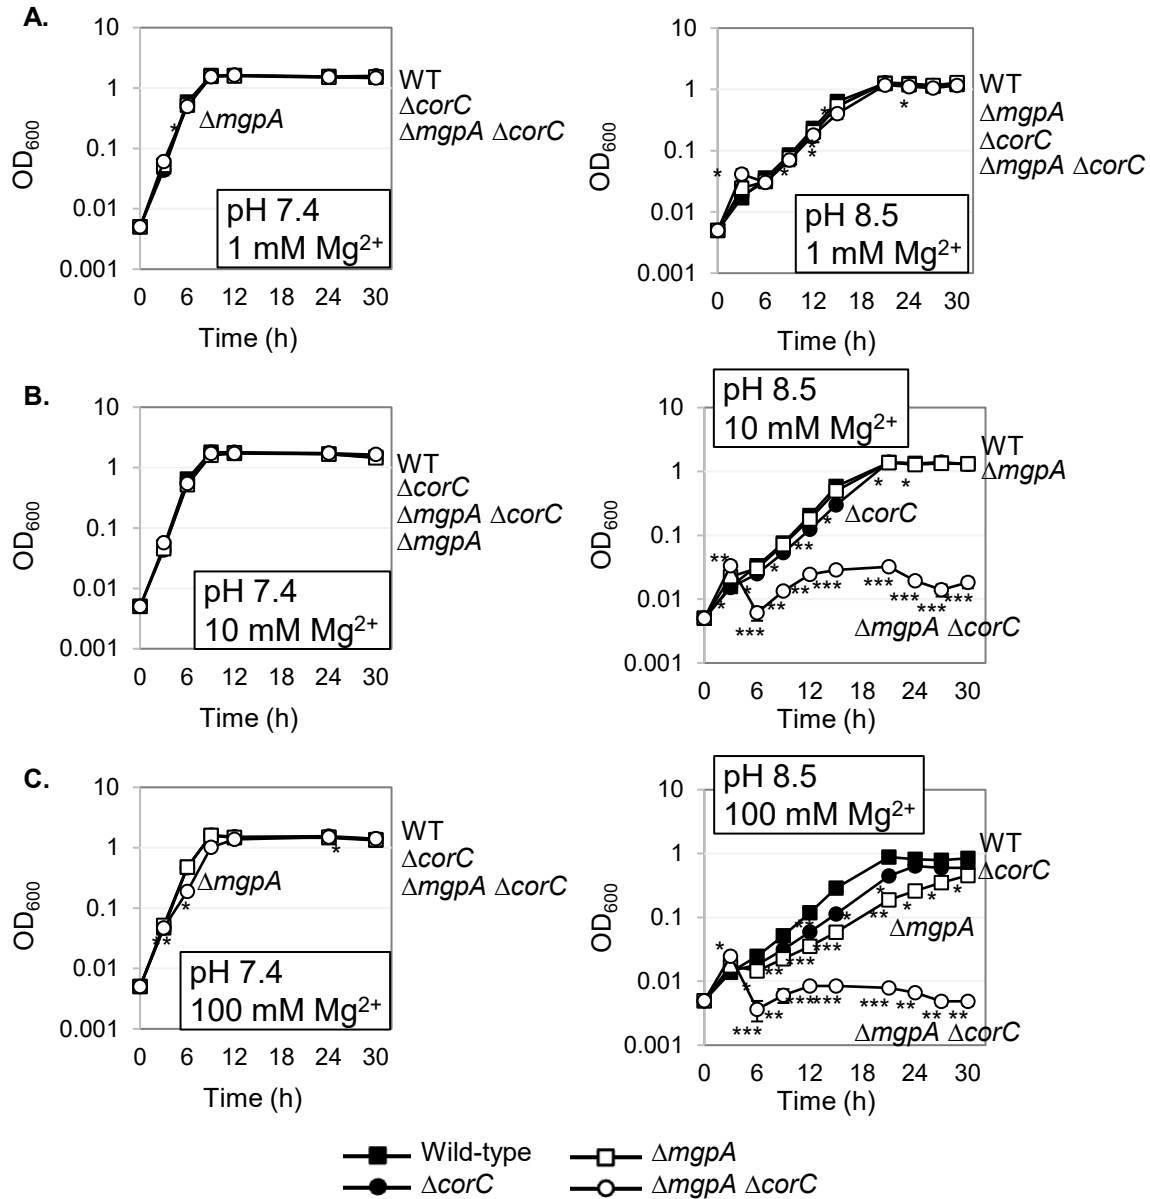 A.
10
1
0.1
0.01
0.001
OD600
0 6 12 18 24 30
Time (h)
*
ΔmgpA
WT
ΔcorC
ΔmgpA ΔcorC
pH 7.4
1 mM Mg2+
10
1
0.1
0.01
0.001
OD600
0 6 12 18 24 30
Time (h)
* * * * * *
WT
ΔmgpA
ΔcorC
ΔmgpA ΔcorC
pH 8.5
1 mM Mg2+
B.
10
1
0.1
0.01
0.001
OD600
0 6 12 18 24 30
Time (h)
WT
ΔcorC
ΔmgpA ΔcorC
ΔmgpA
pH 7.4
10 mM Mg2+
pH 8.5
10 mM Mg2+
10
1
0.1
0.01
0.001
OD600
0 6 12 18 24 30
Time (h)
WT
ΔmgpA
* *
ΔcorC
*
**
** * *
* ** ** *** *** *** *** ***
***
ΔmgpA ΔcorC
C.
10
1
0.1
0.01
0.001
OD600
0 6 12 18 24 30
Time (h)
WT
ΔcorC
ΔmgpA ΔcorC
*
ΔmgpA
*
**
pH 7.4
100 mM Mg2+
pH 8.5
100 mM Mg2+
10
1
0.1
0.01
0.001
OD600
0 6 12 18 24 30
Time (h)
WT
ΔcorC
* * * *
** * **
ΔmgpA
* ** *** ***
*
*** ** *** *** *** ** ** **
ΔmgpA ΔcorC
Wild-type
ΔmgpA
ΔcorC
ΔmgpA ΔcorC